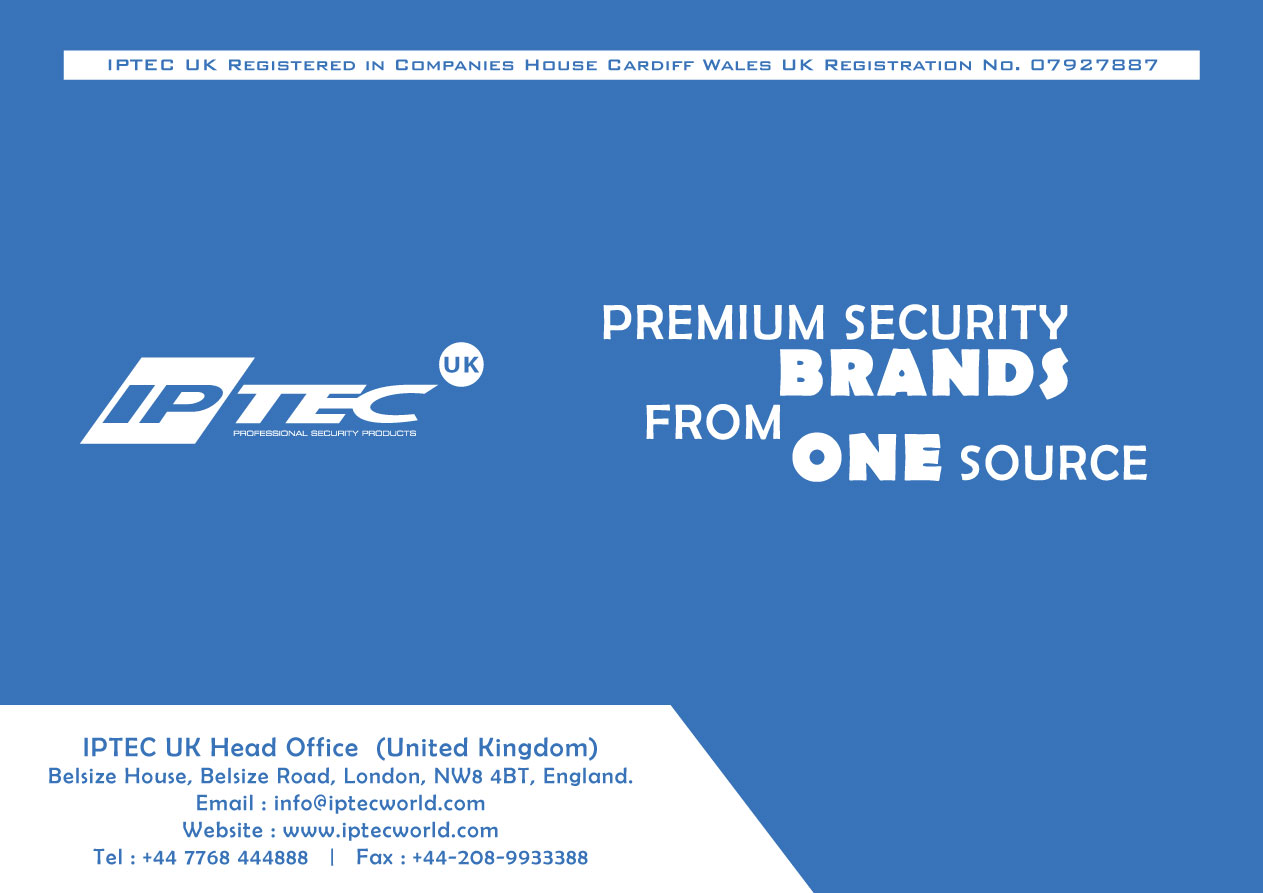 IPTEC UK Registered in Companies House Cardiff Wales UK Registration No. 07927887
PREMIUM SECURITY
BRANDS
FROM
ONE SOURCE
UK
IPTEC
PROFESSIONAL SECURITY PRODUCTS
IPTEC UK Head Office (United Kingdom)
Belsize House, Belsize Road, London, NW8 4BT, England.
Email : info@iptecworld.com
Website : www.iptecworld.com
Tel : +44 7768 444888 | Fax : +44-208-9933388